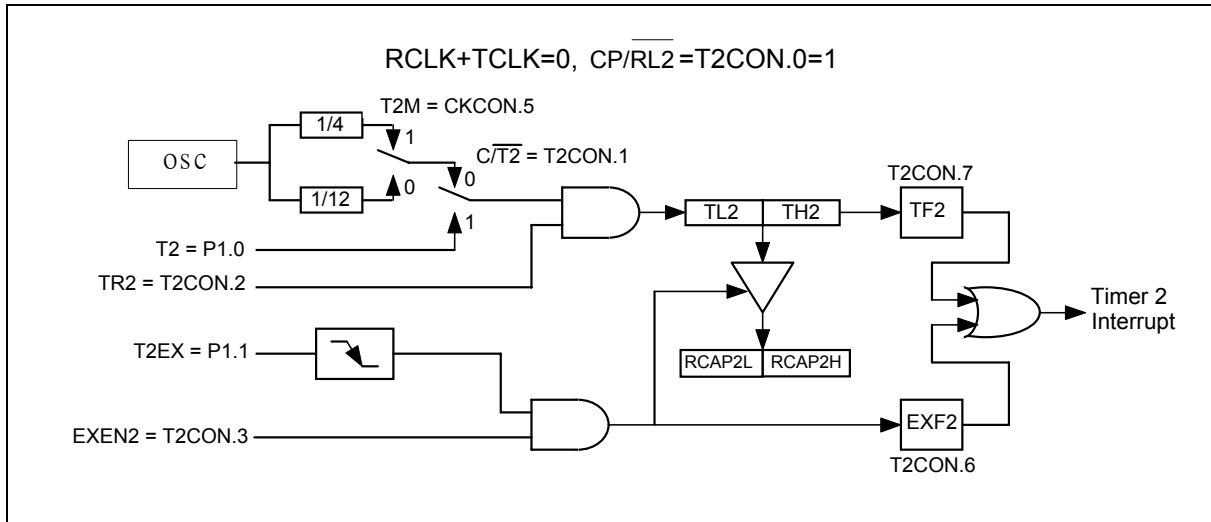 RCLK+TCLK=0, CP/R̅L̅2̅=T2CON.0=1
T2M = CKCON.5
1/4
1
OSC
C/T̅2̅ = T2CON.1
0
1/12
0
1
T2CON.7
TL2 TH2
TF2
T2 = P1.0
TR2 = T2CON.2
Timer 2
Interrupt
T2EX = P1.1
RCAP2L RCAP2H
EXEN2 = T2CON.3
EXF2
T2CON.6